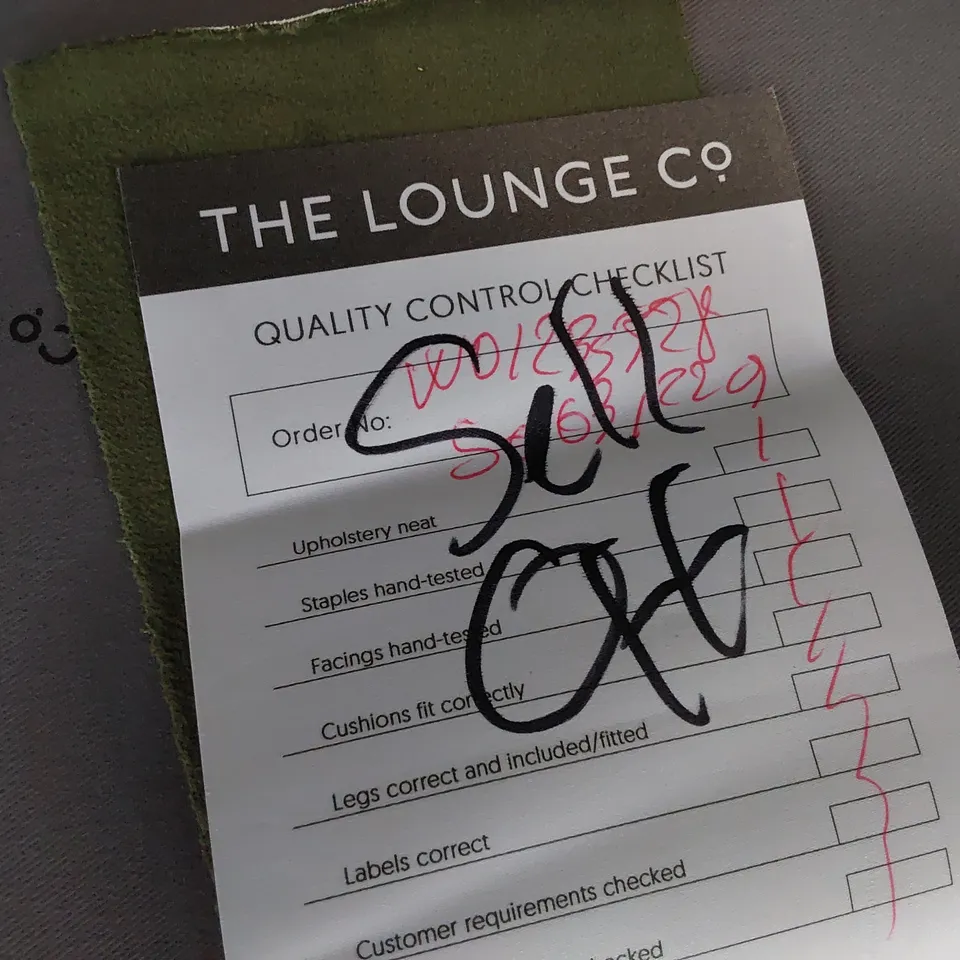 THE LOUNGE Co
QUALITY CONTROL CHECKLIST
Order No: WO123328
Sell
Upholstery neat
Staples hand-tested
Off
Facings hand-tested
Cushions fit correctly
Legs correct and included/fitted
Labels correct
Customer requirements checked